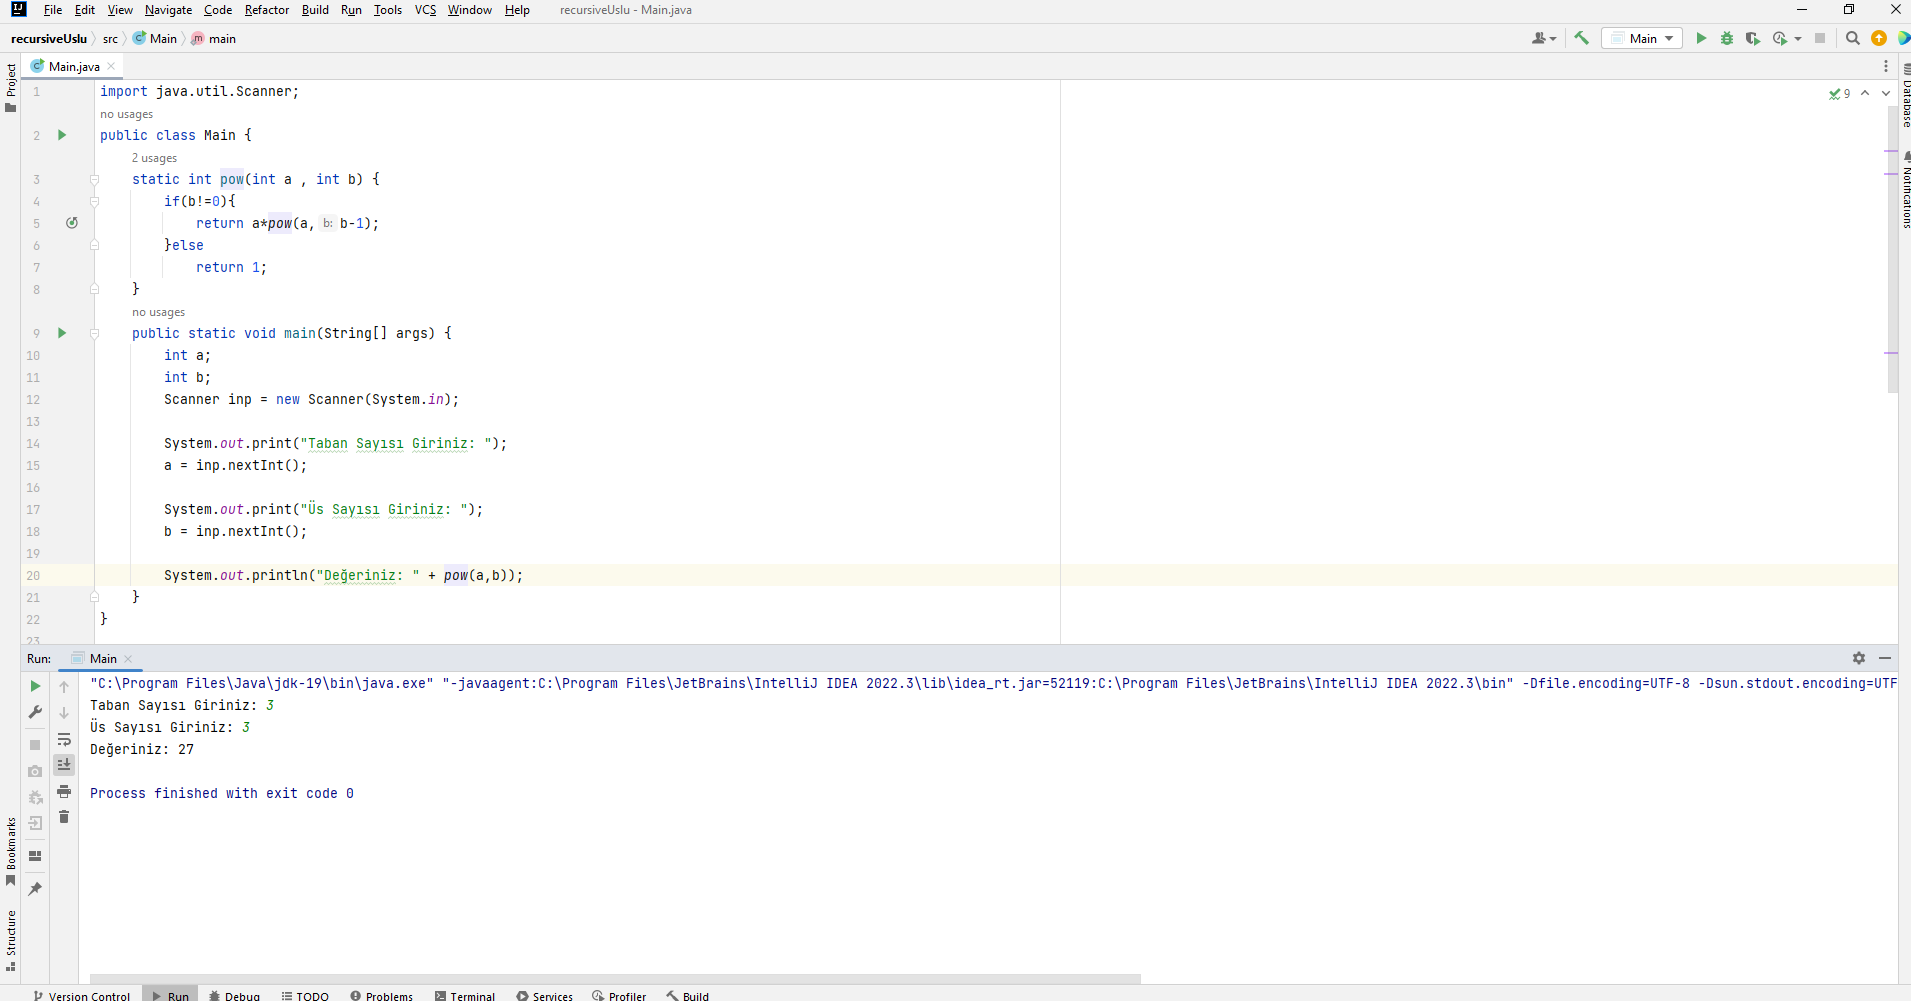 File Edit View Navigate Code Refactor Build Run Tools VCS Window Help recursiveUslu - Main.java
recursiveUslu src Main main
Main
Main.java
Project
Database
Notifications
9
1 import java.util.Scanner;
no usages
2 public class Main {
2 usages
3 static int pow(int a , int b) {
4 if(b!=0){
5 return a*pow(a, b: b-1);
6 }else
7 return 1;
8 }
no usages
9 public static void main(String[] args) {
10 int a;
11 int b;
12 Scanner inp = new Scanner(System.in);
13
14 System.out.print("Taban Sayısı Giriniz: ");
15 a = inp.nextInt();
16
17 System.out.print("Üs Sayısı Giriniz: ");
18 b = inp.nextInt();
19
20 System.out.println("Değeriniz: " + pow(a,b));
21 }
22 }
23
Run: Main
"C:\Program Files\Java\jdk-19\bin\java.exe" "-javaagent:C:\Program Files\JetBrains\IntelliJ IDEA 2022.3\lib\idea_rt.jar=52119:C:\Program Files\JetBrains\IntelliJ IDEA 2022.3\bin" -Dfile.encoding=UTF-8 -Dsun.stdout.encoding=UTF
Taban Sayısı Giriniz: 3
Üs Sayısı Giriniz: 3
Değeriniz: 27
Process finished with exit code 0
Bookmarks
Structure
Version Control Run Debug TODO Problems Terminal Services Profiler Build